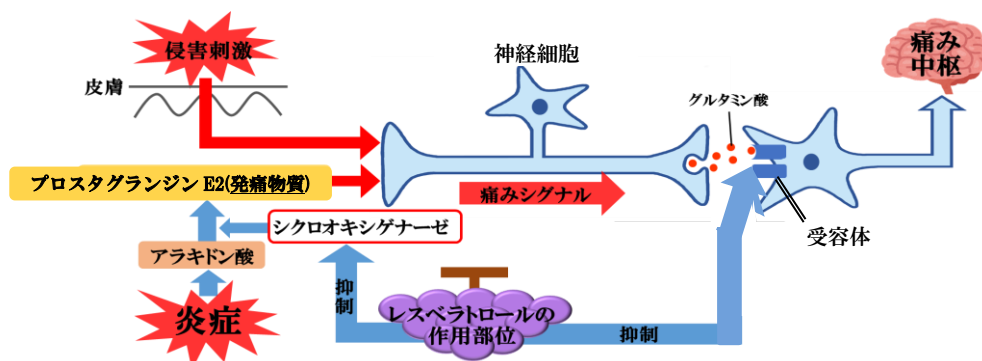 侵害刺激
皮膚
神経細胞
グルタミン酸
痛み
中枢
プロスタグランジン E2(発痛物質)
痛みシグナル
シクロオキシゲナーゼ
受容体
アラキドン酸
炎症
抑制
レスベラトロールの
作用部位
抑制